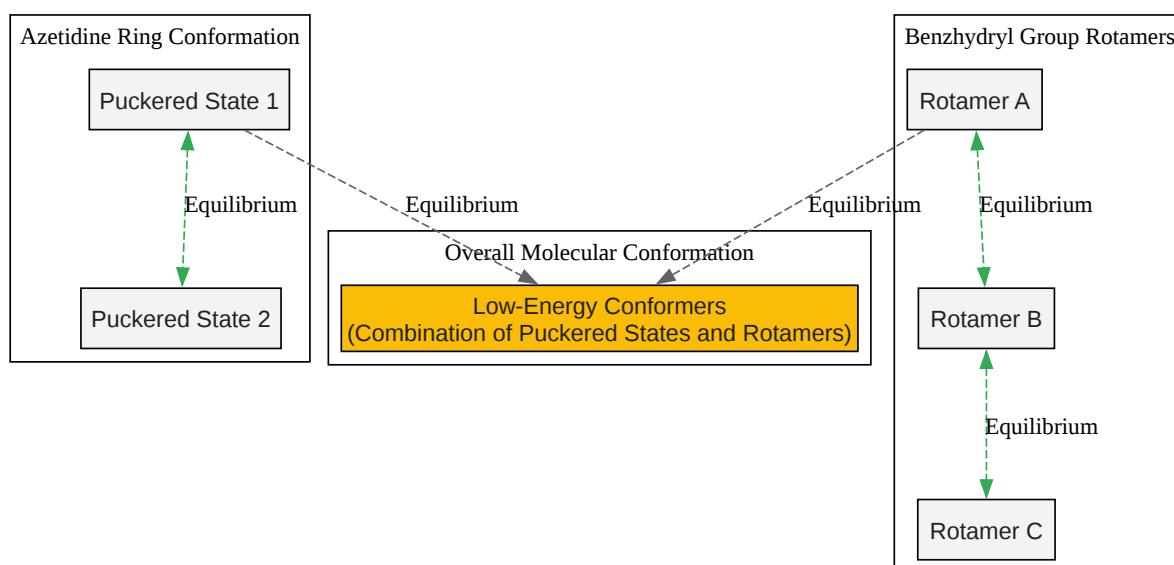 Azetidine Ring Conformation
Puckered State 1
Equilibrium
Puckered State 2
Equilibrium
Overall Molecular Conformation
Low-Energy Conformers
(Combination of Puckered States and Rotamers)
Equilibrium
Benzhydryl Group Rotamers
Rotamer A
Equilibrium
Rotamer B
Equilibrium
Rotamer C